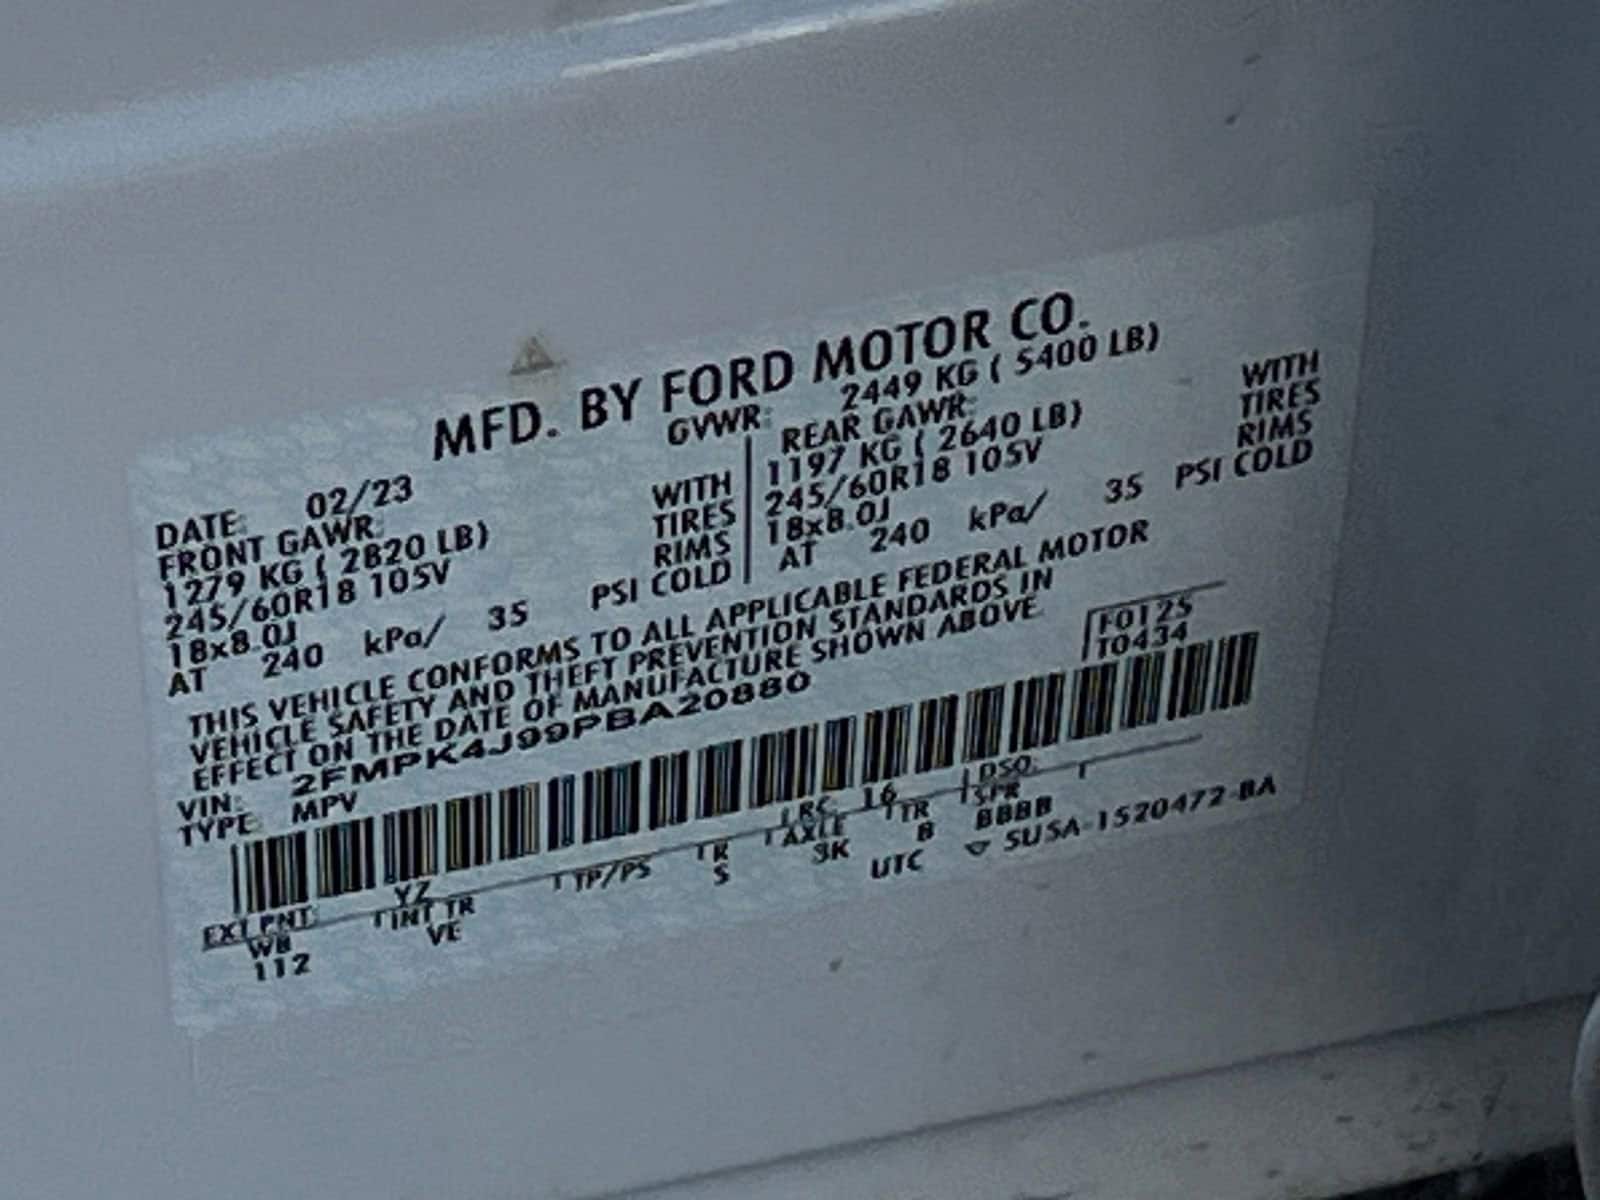 MFD. BY FORD MOTOR CO.
DATE: 02/23 GVWR: 2449 KG ( 5400 LB)
FRONT GAWR: REAR GAWR:
1279 KG ( 2820 LB) WITH 1197 KG ( 2640 LB) WITH
245/60R18 105V TIRES 245/60R18 105V TIRES
18x8.0J RIMS 18x8.0J RIMS
AT 240 kPa/ 35 PSI COLD AT 240 kPa/ 35 PSI COLD
THIS VEHICLE CONFORMS TO ALL APPLICABLE FEDERAL MOTOR
VEHICLE SAFETY AND THEFT PREVENTION STANDARDS IN
EFFECT ON THE DATE OF MANUFACTURE SHOWN ABOVE.
VIN: 2FMPK4J99PBA20880
TYPE: MPV
F0125
T0434
EXT PNT: YZ RC: 16 DSO:
WB INT TR TP/PS R AXLE TR SPR
112 VE S 3K B BBBB
UTC ▽ 5USA-1520472-BA